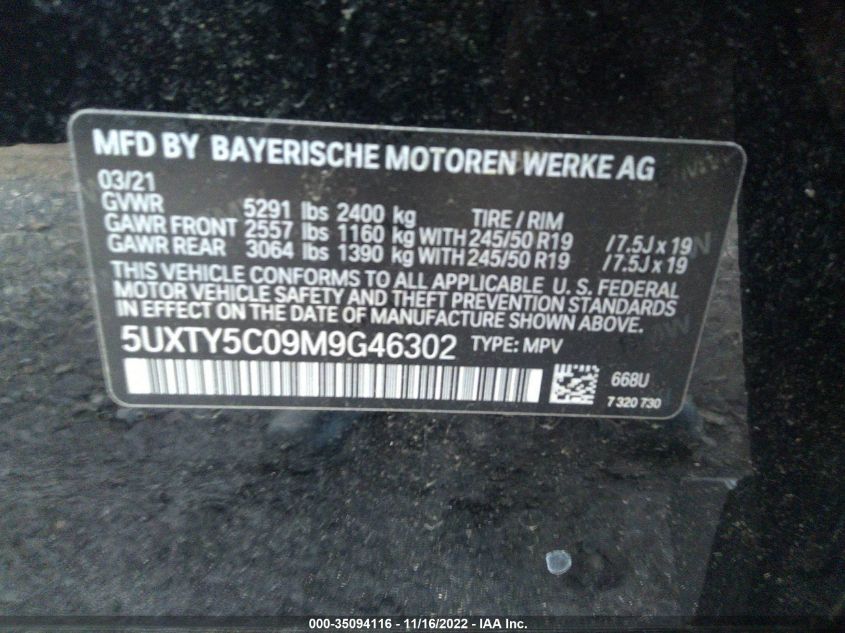 MFD BY BAYERISCHE MOTOREN WERKE AG
03/21
GVWR 5291 lbs 2400 kg TIRE / RIM
GAWR FRONT 2557 lbs 1160 kg WITH 245/50 R19 / 7.5J x 19
GAWR REAR 3064 lbs 1390 kg WITH 245/50 R19 / 7.5J x 19
THIS VEHICLE CONFORMS TO ALL APPLICABLE U. S. FEDERAL
MOTOR VEHICLE SAFETY AND THEFT PREVENTION STANDARDS
IN EFFECT ON THE DATE OF MANUFACTURE SHOWN ABOVE.
5UXTY5C09M9G46302 TYPE: MPV
668U
7 320 730
000-35094116 - 11/16/2022 - IAA Inc.